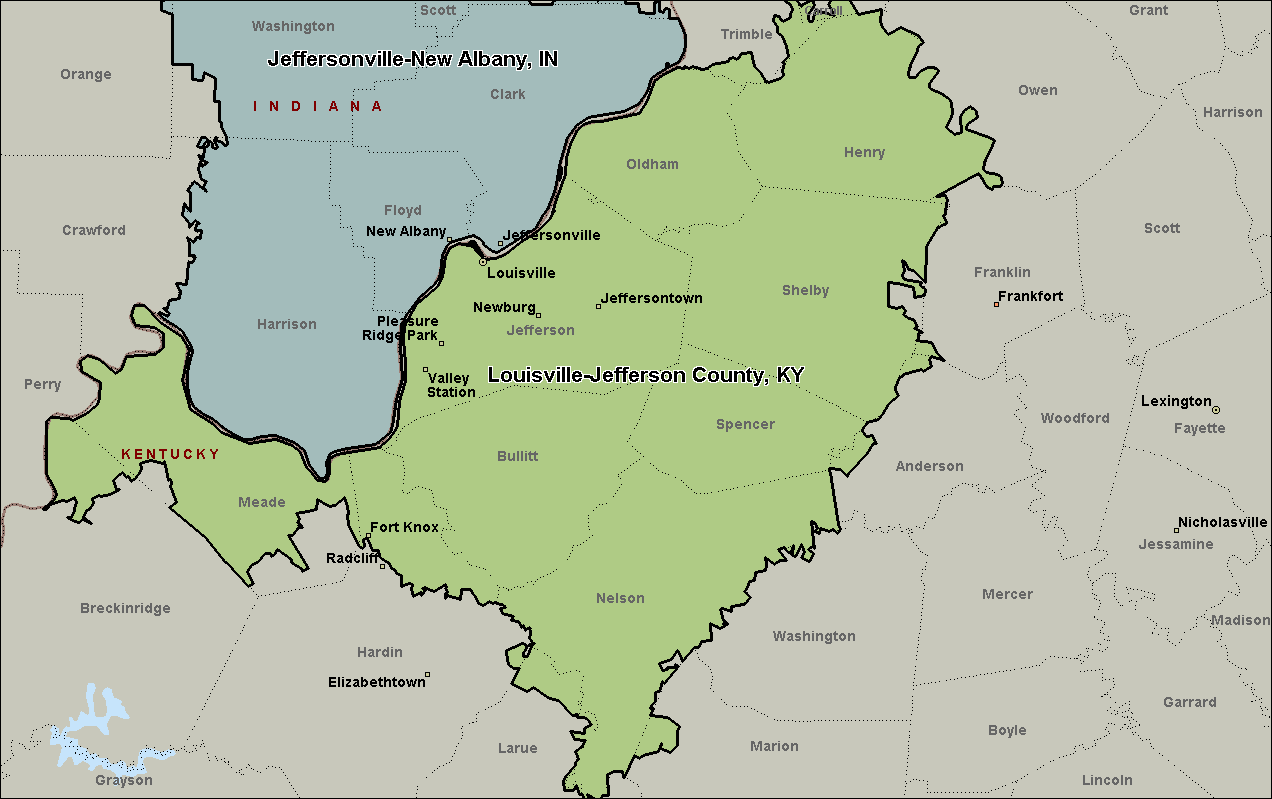 Scott
Grant
Carroll
Washington
Trimble
Jeffersonville-New Albany, IN
Orange
Clark
Owen
INDIANA
Harrison
Henry
Oldham
Floyd
Crawford
New Albany
Jeffersonville
Scott
Louisville
Franklin
Shelby
Frankfort
Jeffersontown
Newburg
Pleasure
Ridge Park
Harrison
Jefferson
Louisville-Jefferson County, KY
Valley
Station
Perry
Lexington
Woodford
Fayette
Spencer
KENTUCKY
Bullitt
Anderson
Meade
Fort Knox
Nicholasville
Jessamine
Radcliff
Mercer
Nelson
Breckinridge
Madison
Washington
Hardin
Elizabethtown
Garrard
Boyle
Larue
Marion
Grayson
Lincoln